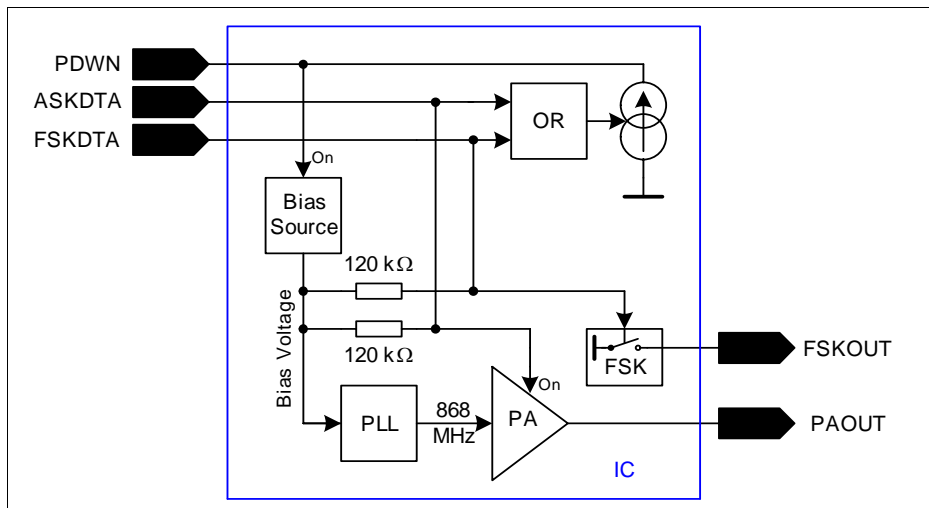 PDWN
ASKDTA
FSKDTA
On
OR
Bias
Source
120 kΩ
120 kΩ
Bias Voltage
FSK
FSKOUT
On
PLL
868
MHz
PA
PAOUT
IC